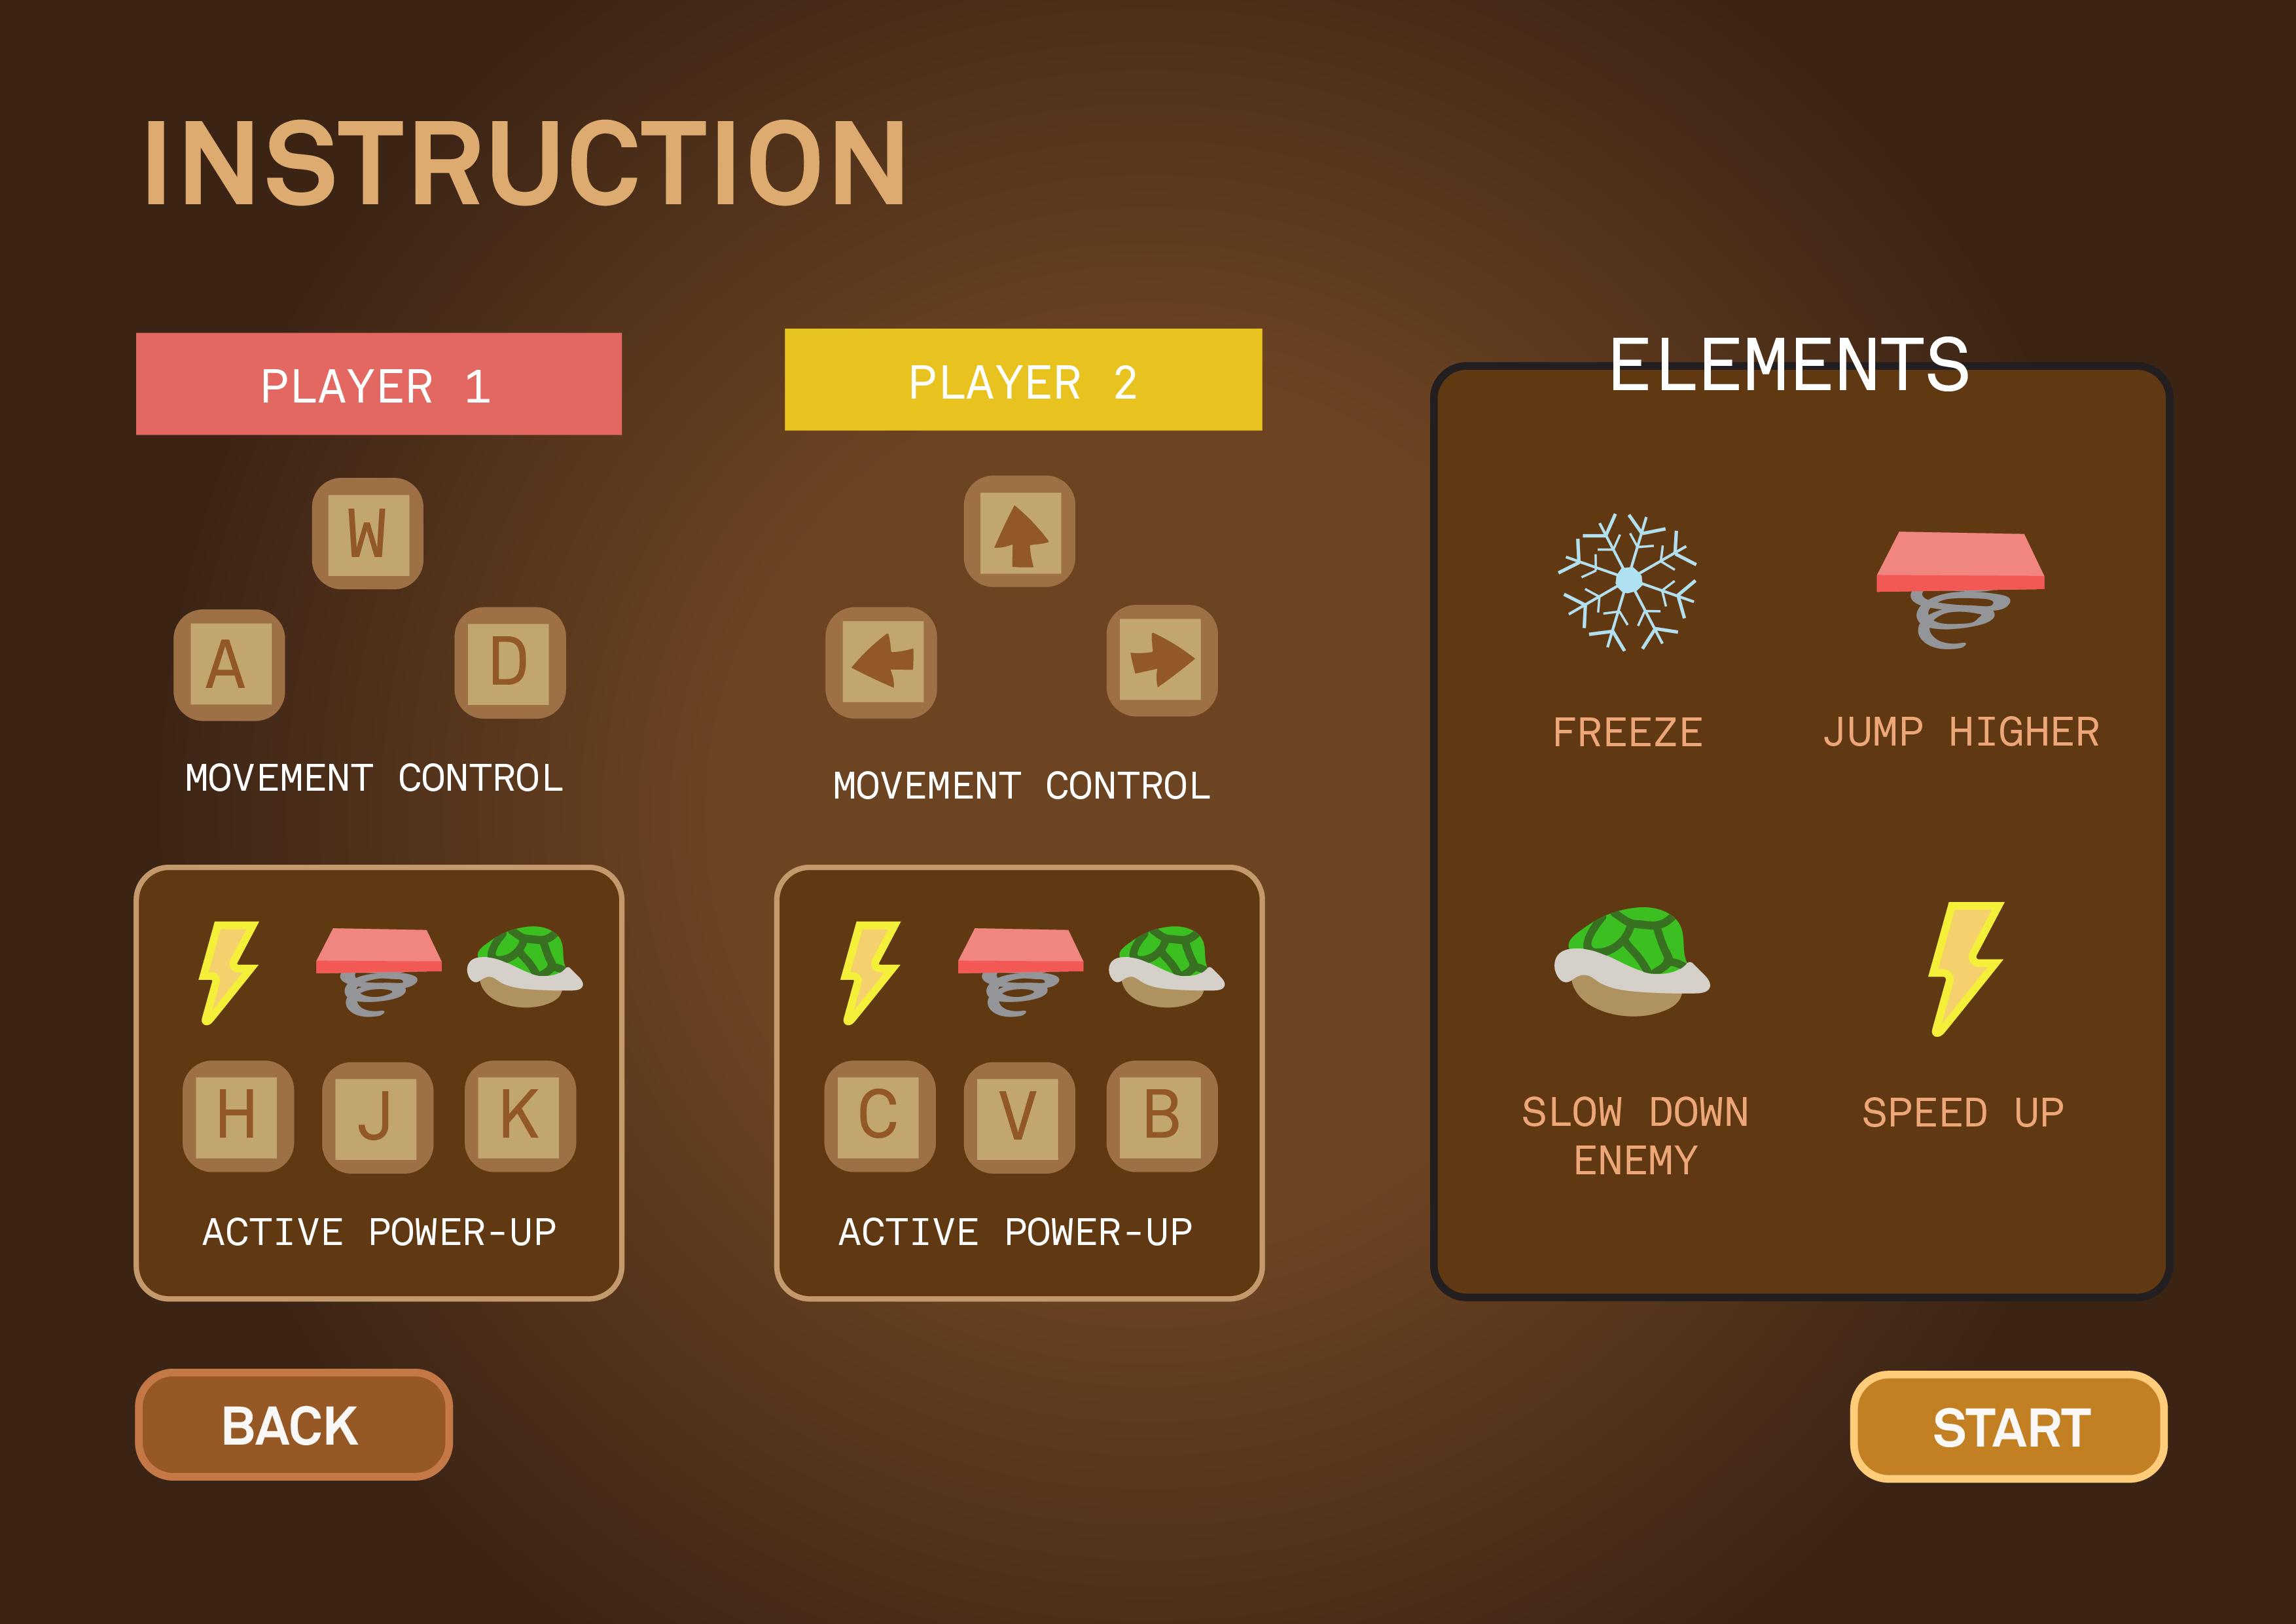 INSTRUCTION
PLAYER 1
W
A D
MOVEMENT CONTROL
H J K
ACTIVE POWER-UP
PLAYER 2
MOVEMENT CONTROL
C V B
ACTIVE POWER-UP
ELEMENTS
FREEZE
JUMP HIGHER
SLOW DOWN
ENEMY
SPEED UP
BACK
START